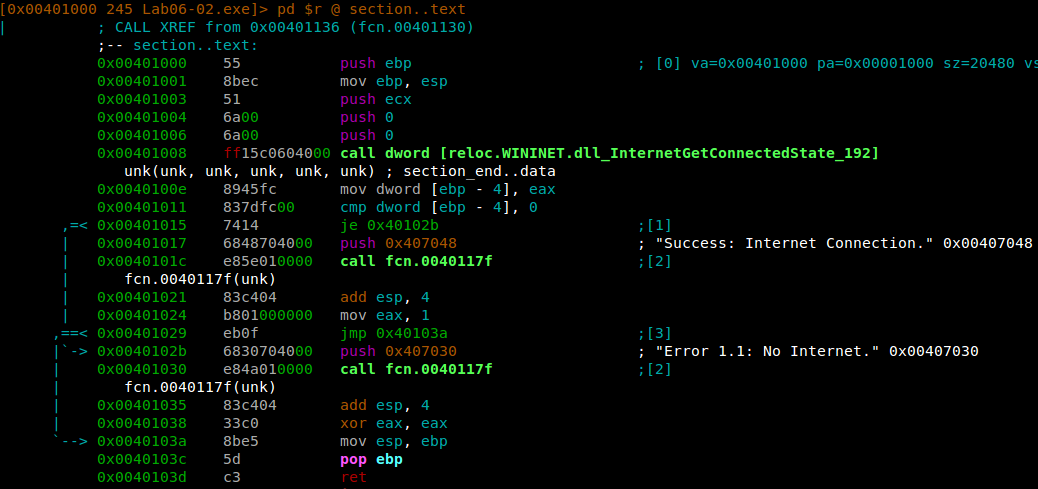 [0x00401000 245 Lab06-02.exe]> pd $r @ section..text
|           ; CALL XREF from 0x00401136 (fcn.00401130)
            ;-- section..text:
            0x00401000    55             push ebp                          ; [0] va=0x00401000 pa=0x00001000 sz=20480 vs
            0x00401001    8bec           mov ebp, esp
            0x00401003    51             push ecx
            0x00401004    6a00           push 0
            0x00401006    6a00           push 0
            0x00401008    ff15c0604000   call dword [reloc.WININET.dll_InternetGetConnectedState_192]
               unk(unk, unk, unk, unk, unk) ; section_end..data
            0x0040100e    8945fc         mov dword [ebp - 4], eax
            0x00401011    837dfc00       cmp dword [ebp - 4], 0
        ,=< 0x00401015    7414           je 0x40102b                       ;[1]
        |   0x00401017    6848704000     push 0x407048                     ; "Success: Internet Connection." 0x00407048
        |   0x0040101c    e85e010000     call fcn.0040117f                 ;[2]
        |      fcn.0040117f(unk)
        |   0x00401021    83c404         add esp, 4
        |   0x00401024    b801000000     mov eax, 1
       ,==< 0x00401029    eb0f           jmp 0x40103a                      ;[3]
       |`-> 0x0040102b    6830704000     push 0x407030                     ; "Error 1.1: No Internet." 0x00407030
       |    0x00401030    e84a010000     call fcn.0040117f                 ;[2]
       |       fcn.0040117f(unk)
       |    0x00401035    83c404         add esp, 4
       |    0x00401038    33c0           xor eax, eax
       `--> 0x0040103a    8be5           mov esp, ebp
            0x0040103c    5d             pop ebp
            0x0040103d    c3             ret